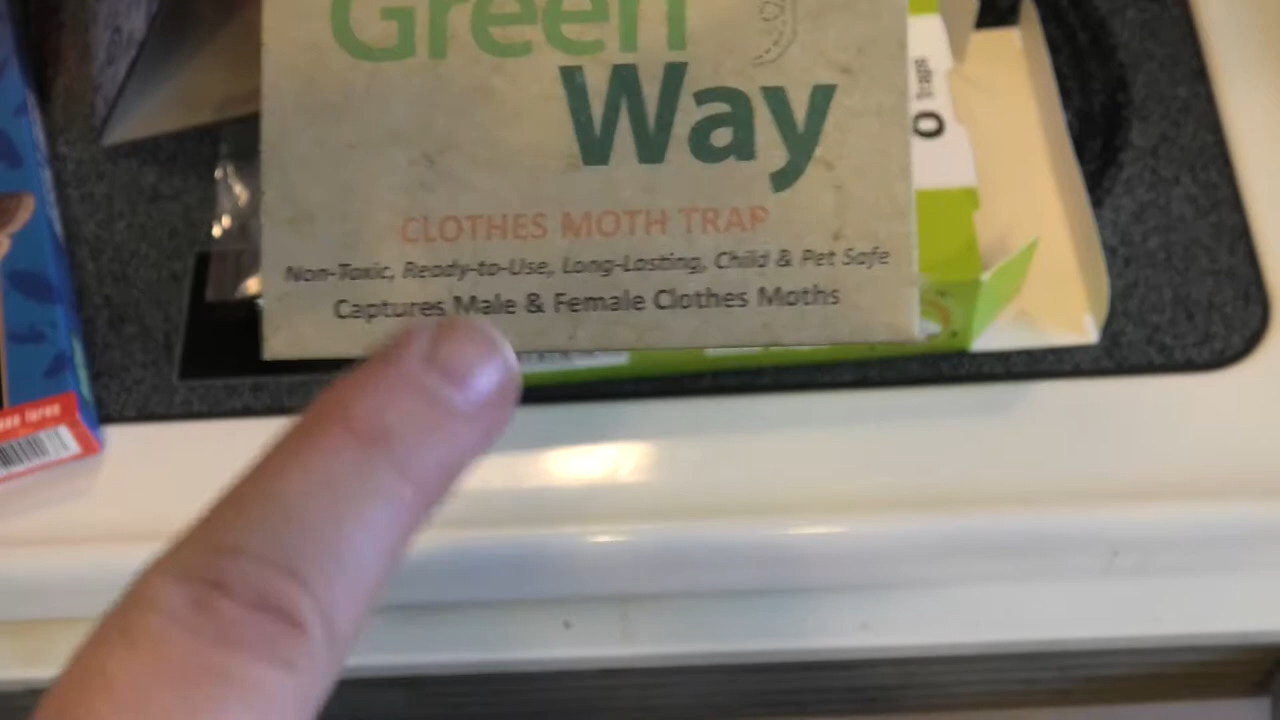 Green
Way
CLOTHES MOTH TRAP
Non-Toxic, Ready-to-Use, Long-Lasting, Child & Pet Safe
Captures Male & Female Clothes Moths
traps